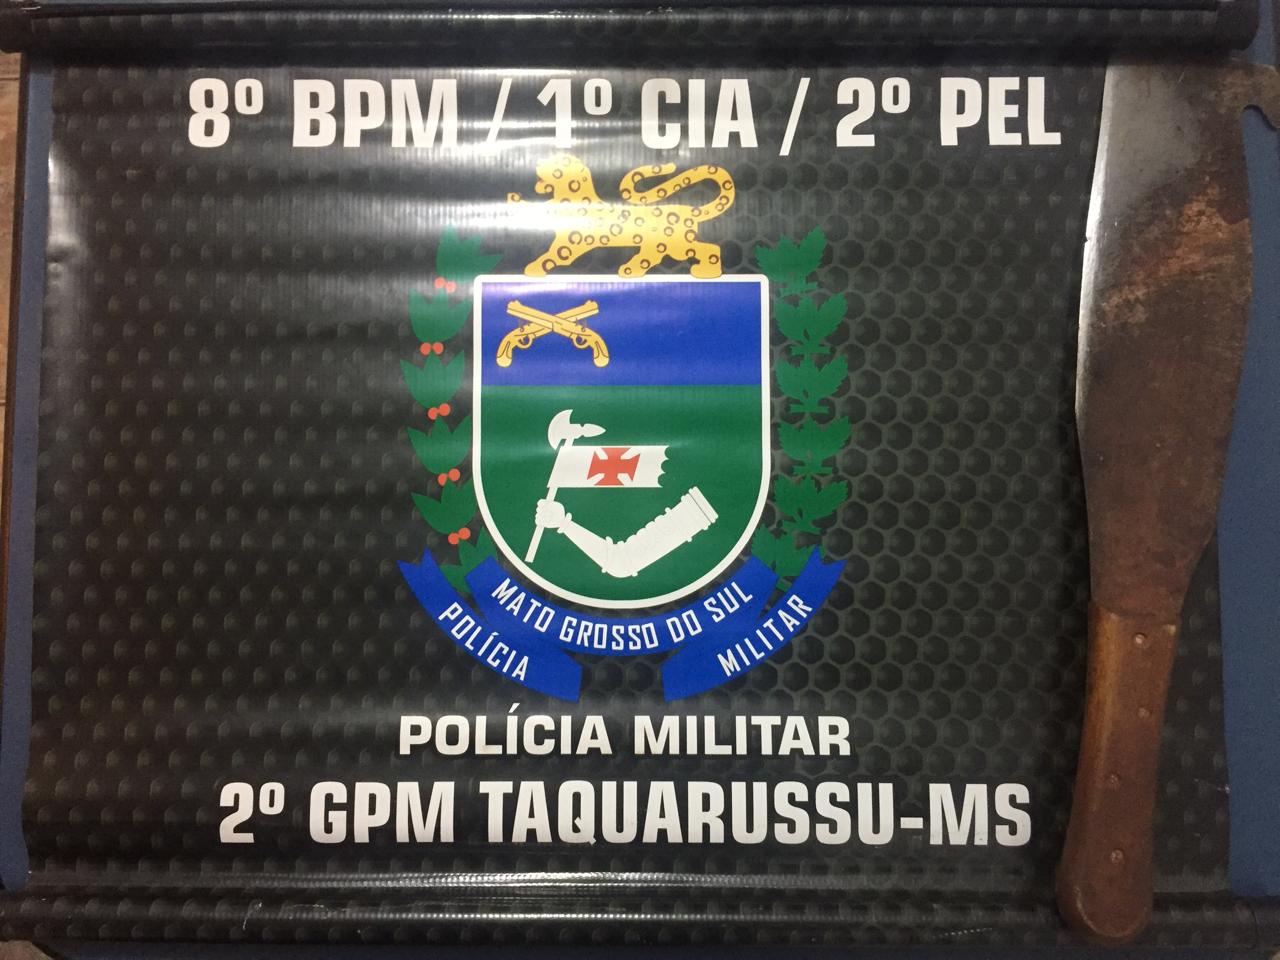 8º BPM / 1º CIA / 2º PEL
MATO GROSSO DO SUL
POLÍCIA MILITAR
POLÍCIA MILITAR
2º GPM TAQUARUSSU-MS